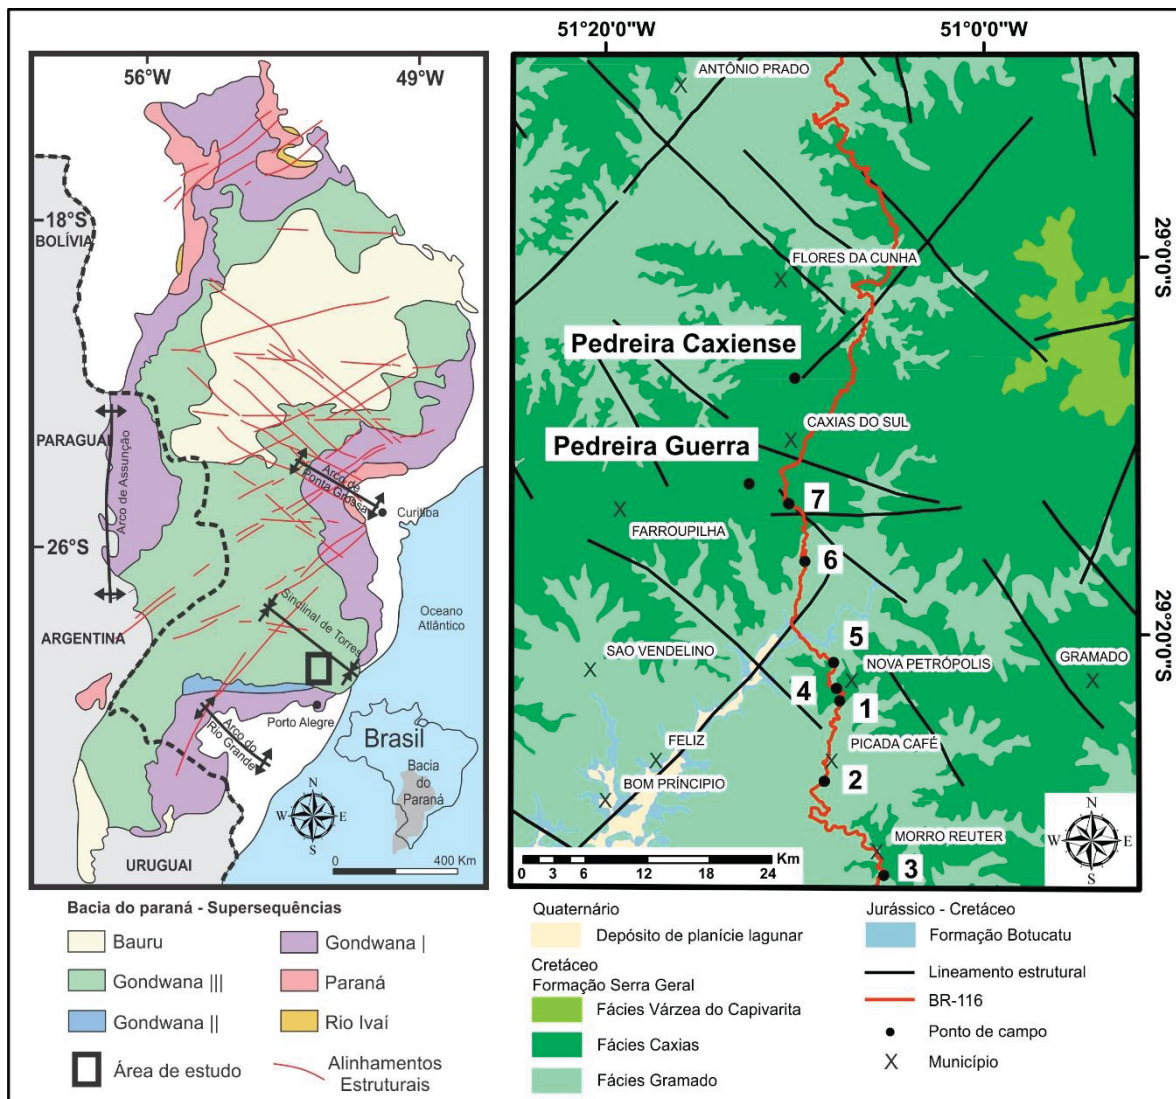 56°W
49°W
18°S
BOLÍVIA
PARAGUAI
Arco de Assunção
Arco de
Ponta Grossa
Curitiba
26°S
Sindlinal de Torres
Oceano
Atlântico
ARGENTINA
Porto Alegre
Arco do
Rio Grande
Brasil
Bacia
do
Paraná
N
W
E
S
0
400 Km
URUGUAI
51°20'0"W
51°0'0"W
ANTÔNIO PRADO
29°0'0"S
FLORES DA CUNHA
Pedreira Caxiense
CAXIAS DO SUL
Pedreira Guerra
7
FARROUPILHA
6
29°20'0"S
5
SAO VENDELINO
NOVA PETRÓPOLIS
GRAMADO
4
1
PICADA CAFÉ
FELIZ
2
BOM PRÍNCIPIO
MORRO REUTER
3
N
W
E
S
Km
0 3 6 12 18 24
Bacia do paraná - Supersequências
Bauru
Gondwana |
Gondwana |||
Paraná
Gondwana ||
Rio Ivaí
Área de estudo
Alinhamentos
Estruturais
Quaternário
Depósito de planície lagunar
Cretáceo
Formação Serra Geral
Fácies Várzea do Capivarita
Fácies Caxias
Fácies Gramado
Jurássico - Cretáceo
Formação Botucatu
Lineamento estrutural
BR-116
Ponto de campo
Município